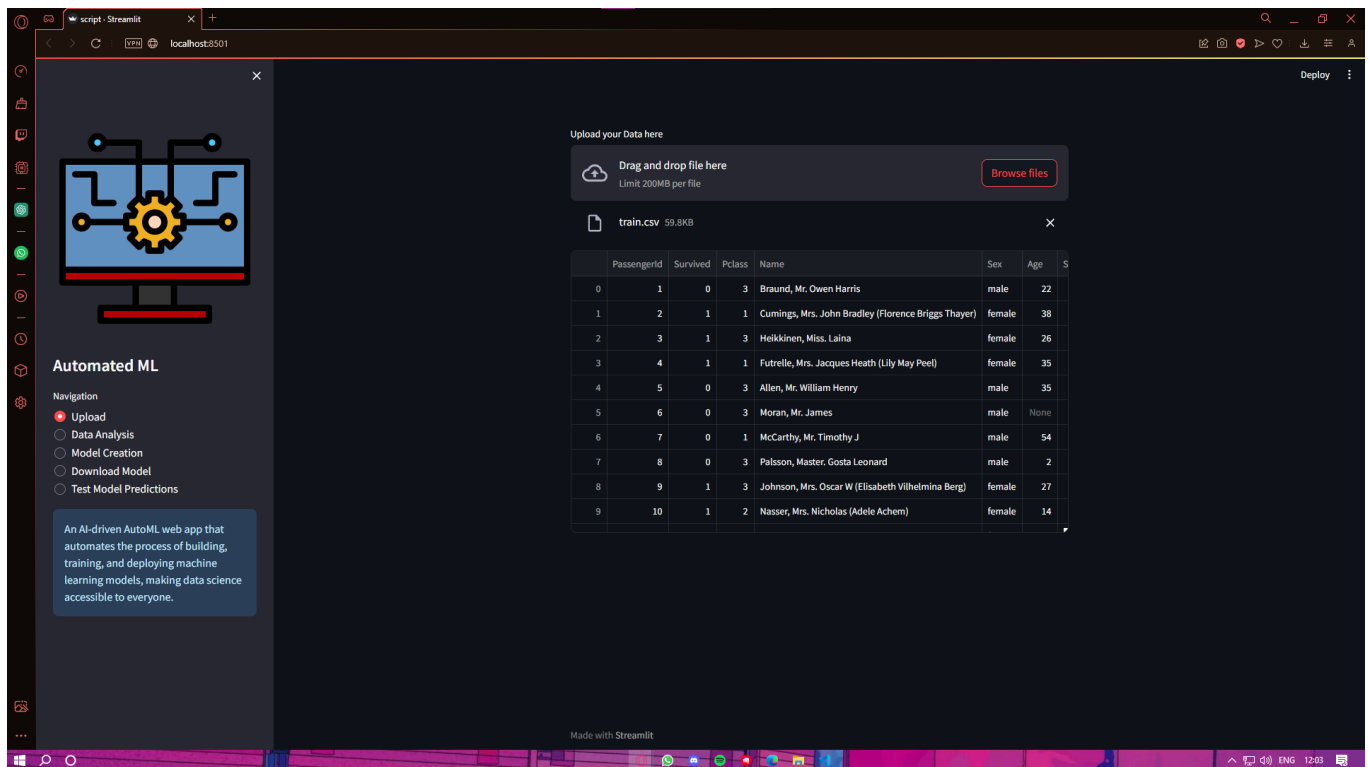 script · Streamlit
VPN localhost:8501
Deploy
Automated ML
Navigation
Upload
Data Analysis
Model Creation
Download Model
Test Model Predictions
An AI-driven AutoML web app that
automates the process of building,
training, and deploying machine
learning models, making data science
accessible to everyone.
Upload your Data here
Drag and drop file here
Limit 200MB per file
Browse files
train.csv 59.8KB
PassengerId Survived Pclass Name Sex Age S
0 1 0 3 Braund, Mr. Owen Harris male 22
1 2 1 1 Cumings, Mrs. John Bradley (Florence Briggs Thayer) female 38
2 3 1 3 Heikkinen, Miss. Laina female 26
3 4 1 1 Futrelle, Mrs. Jacques Heath (Lily May Peel) female 35
4 5 0 3 Allen, Mr. William Henry male 35
5 6 0 3 Moran, Mr. James male None
6 7 0 1 McCarthy, Mr. Timothy J male 54
7 8 0 3 Palsson, Master. Gosta Leonard male 2
8 9 1 3 Johnson, Mrs. Oscar W (Elisabeth Vilhelmina Berg) female 27
9 10 1 2 Nasser, Mrs. Nicholas (Adele Achem) female 14
Made with Streamlit
ENG 12:03